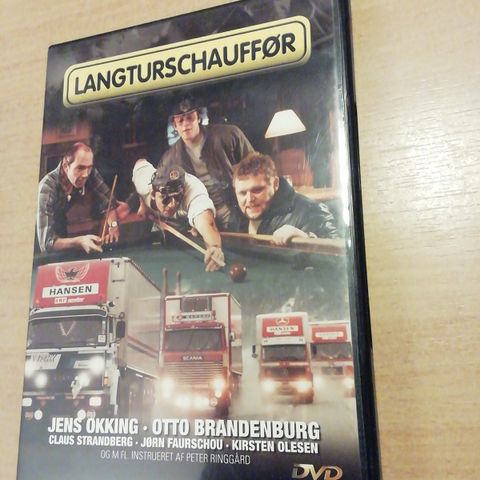 LANGTURSCHAUFFØR
HANSEN
SCANIA
HANSEN
JENS OKKING · OTTO BRANDENBURG
CLAUS STRANDBERG · JØRN FAURSCHOU · KIRSTEN OLESEN
OG M FL. INSTRUERET AF PETER RINGGÅRD
DVD